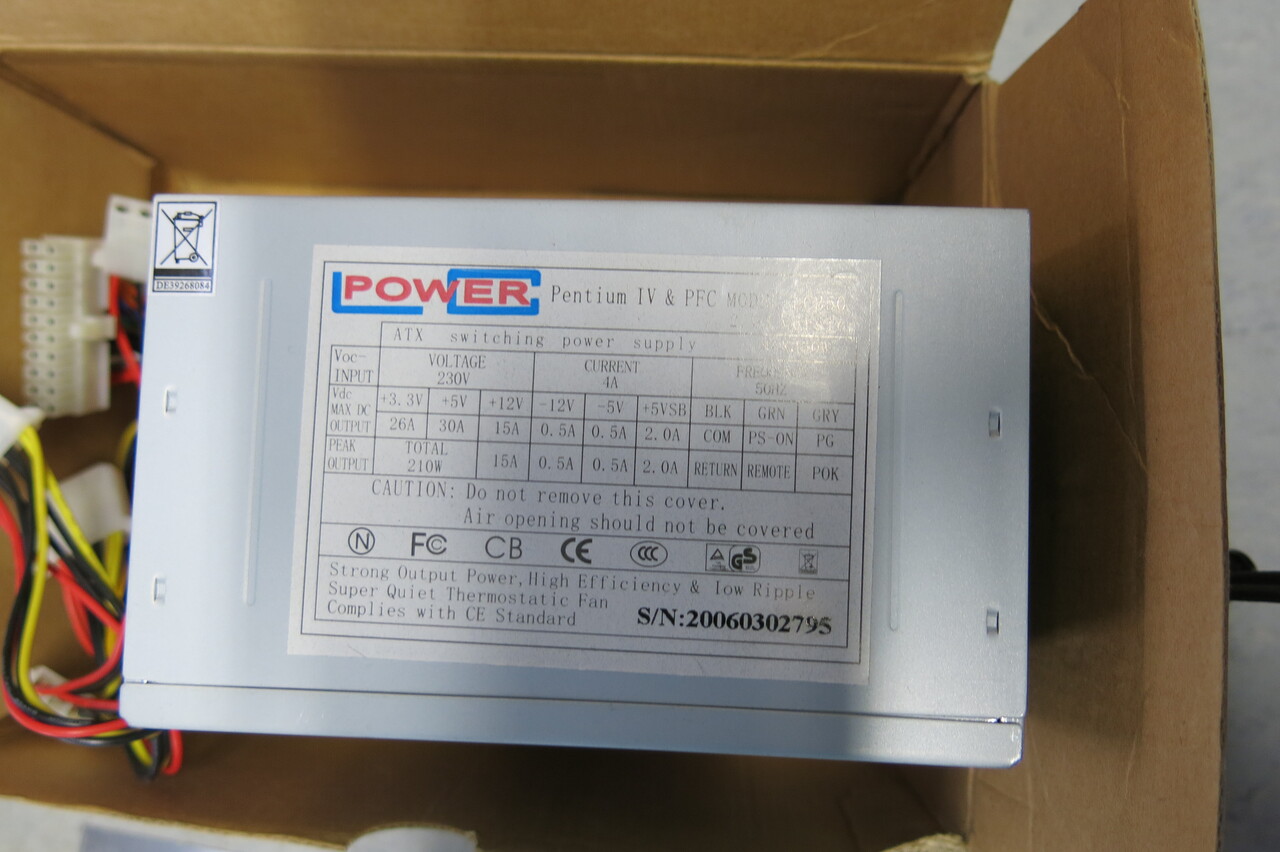 DE39268084
LPOWER Pentium IV & PFC
ATX switching power supply
Voc-INPUT VOLTAGE 230V CURRENT 4A 50HZ
Vdc MAX DC OUTPUT +3.3V +5V +12V -12V -5V +5VSB BLK GRN GRY
26A 30A 15A 0.5A 0.5A 2.0A COM PS-ON PG
PEAK OUTPUT TOTAL 210W 15A 0.5A 0.5A 2.0A RETURN REMOTE POK
CAUTION: Do not remove this cover.
Air opening should not be covered
N FC CB CE CCC GS
Strong Output Power, High Efficiency & low Ripple
Super Quiet Thermostatic Fan
Complies with CE Standard
S/N:20060302795